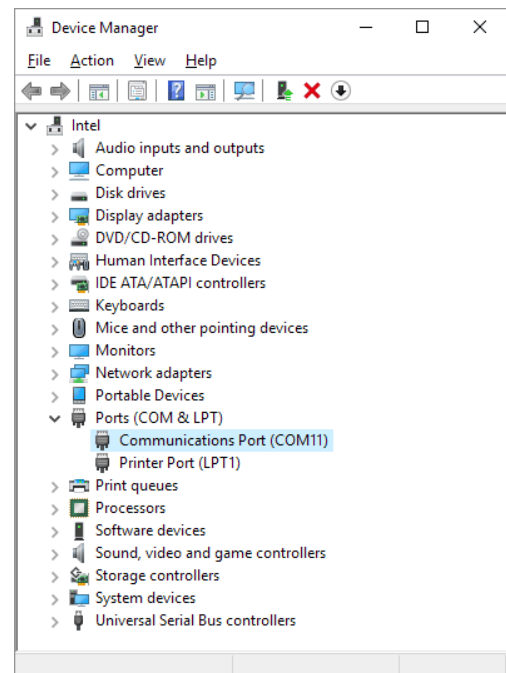 Device Manager
File Action View Help
Intel
Audio inputs and outputs
Computer
Disk drives
Display adapters
DVD/CD-ROM drives
Human Interface Devices
IDE ATA/ATAPI controllers
Keyboards
Mice and other pointing devices
Monitors
Network adapters
Portable Devices
Ports (COM & LPT)
Communications Port (COM11)
Printer Port (LPT1)
Print queues
Processors
Software devices
Sound, video and game controllers
Storage controllers
System devices
Universal Serial Bus controllers